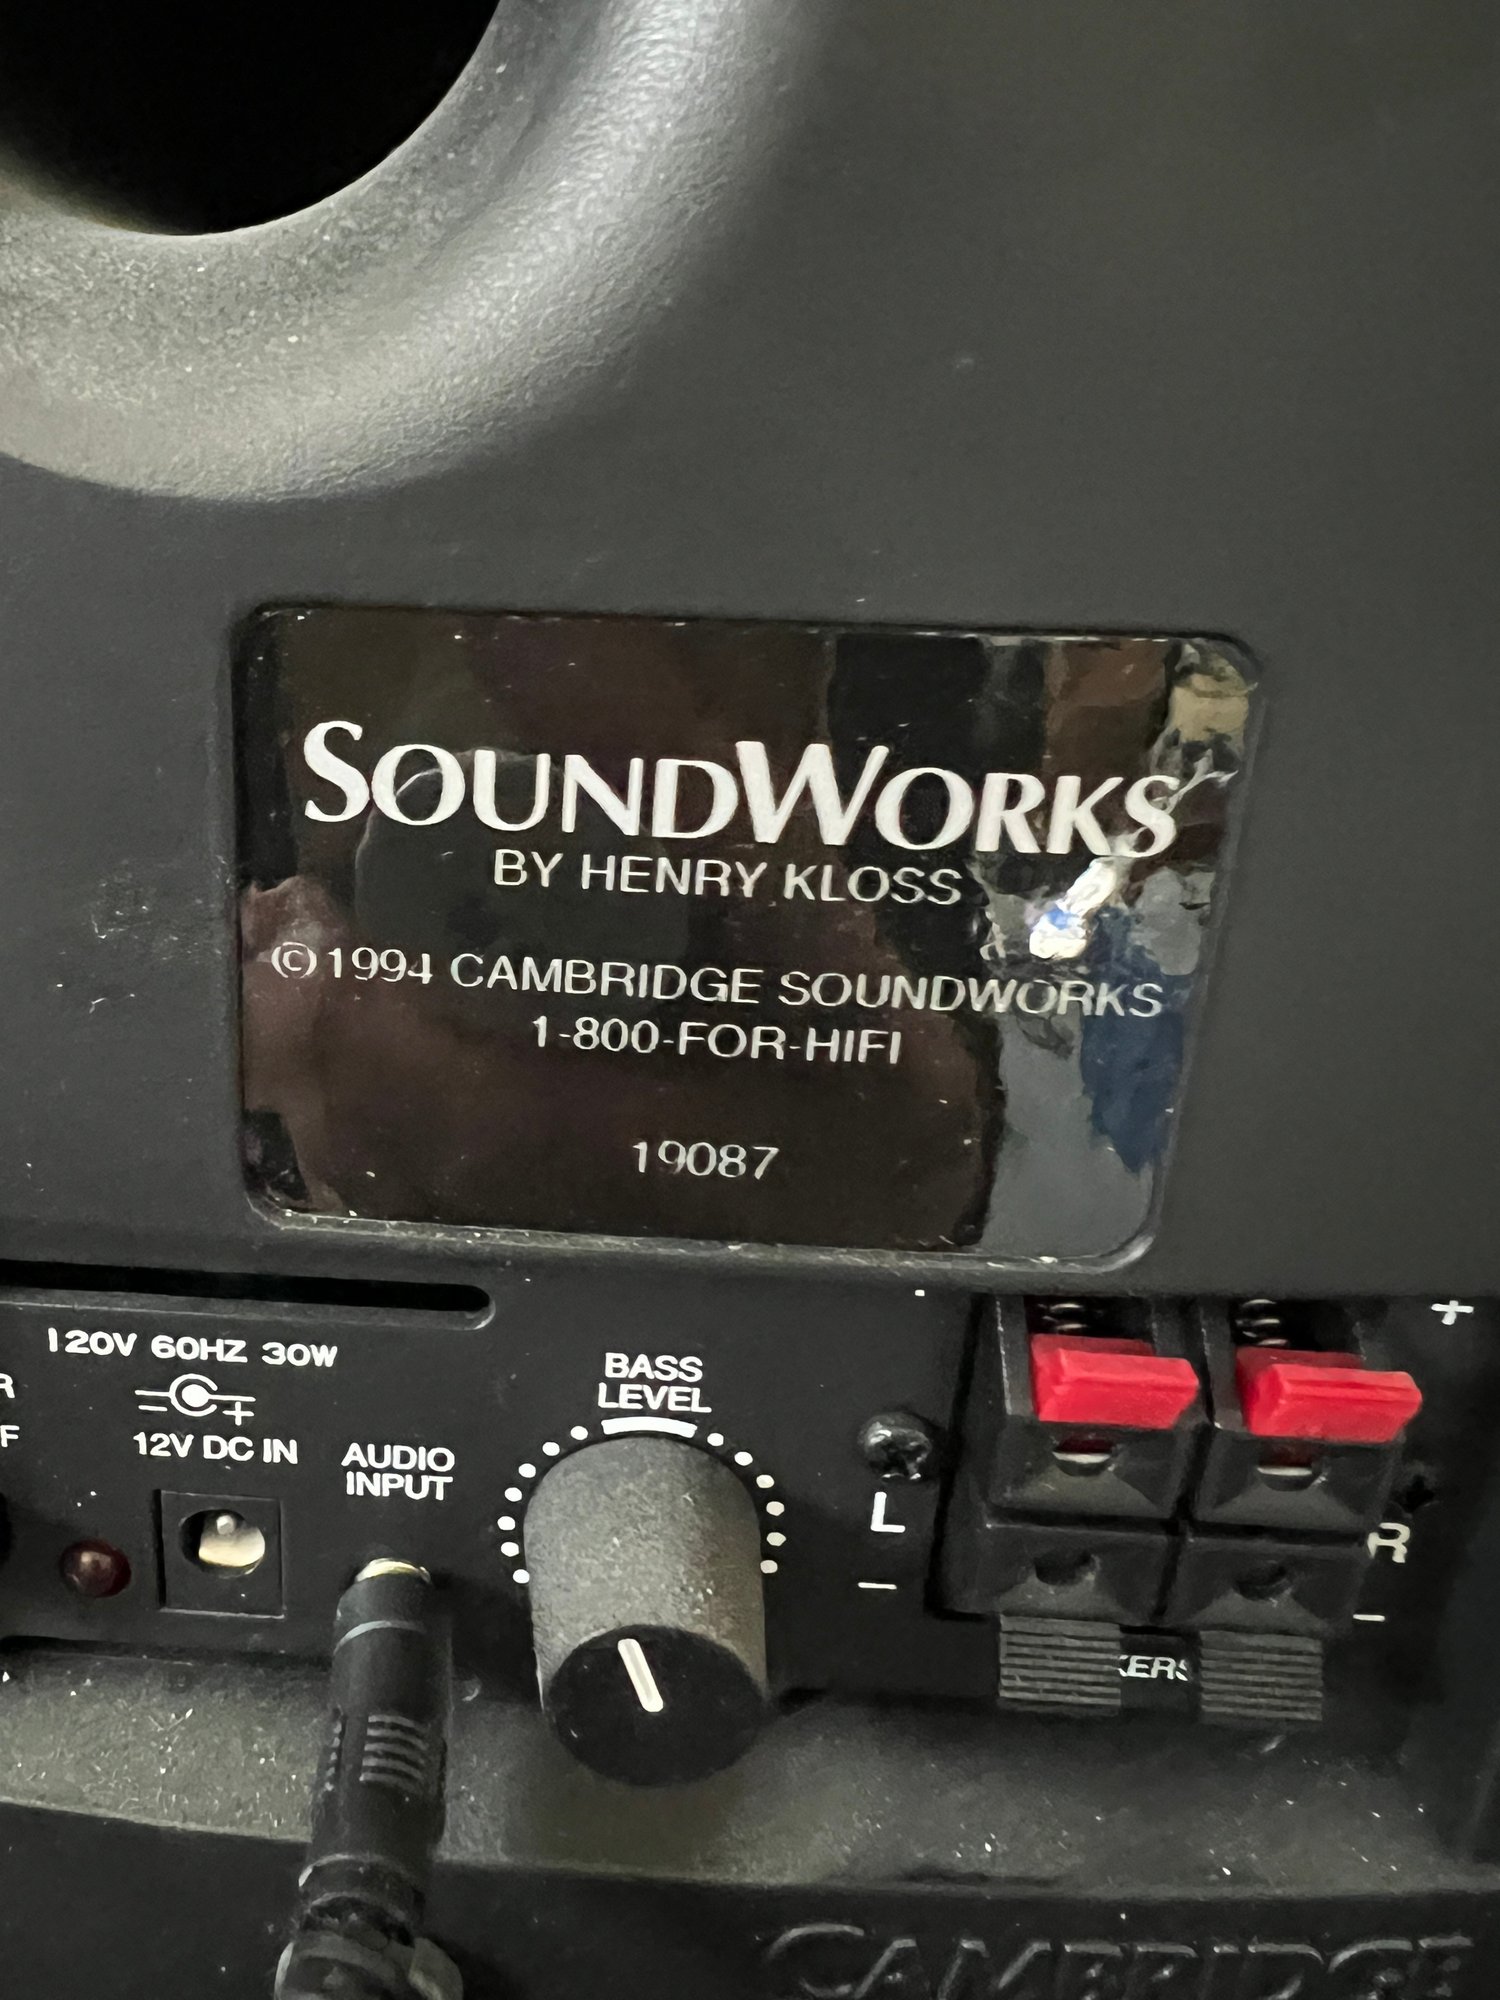 SOUNDWORKS
BY HENRY KLOSS
©1994 CAMBRIDGE SOUNDWORKS
1-800-FOR-HIFI
19087
120V 60HZ 30W
12V DC IN
AUDIO
INPUT
BASS
LEVEL
+
L
R
–
–
CAMBRIDGE